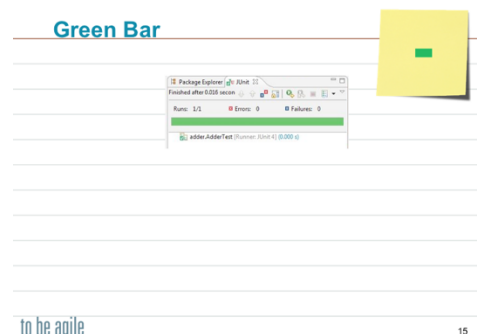 Green Bar
Package Explorer JUnit
Finished after 0.016 secon
Runs: 1/1 Errors: 0 Failures: 0
adder.AdderTest [Runner: JUnit 4] (0.000 s)
to be agile
15